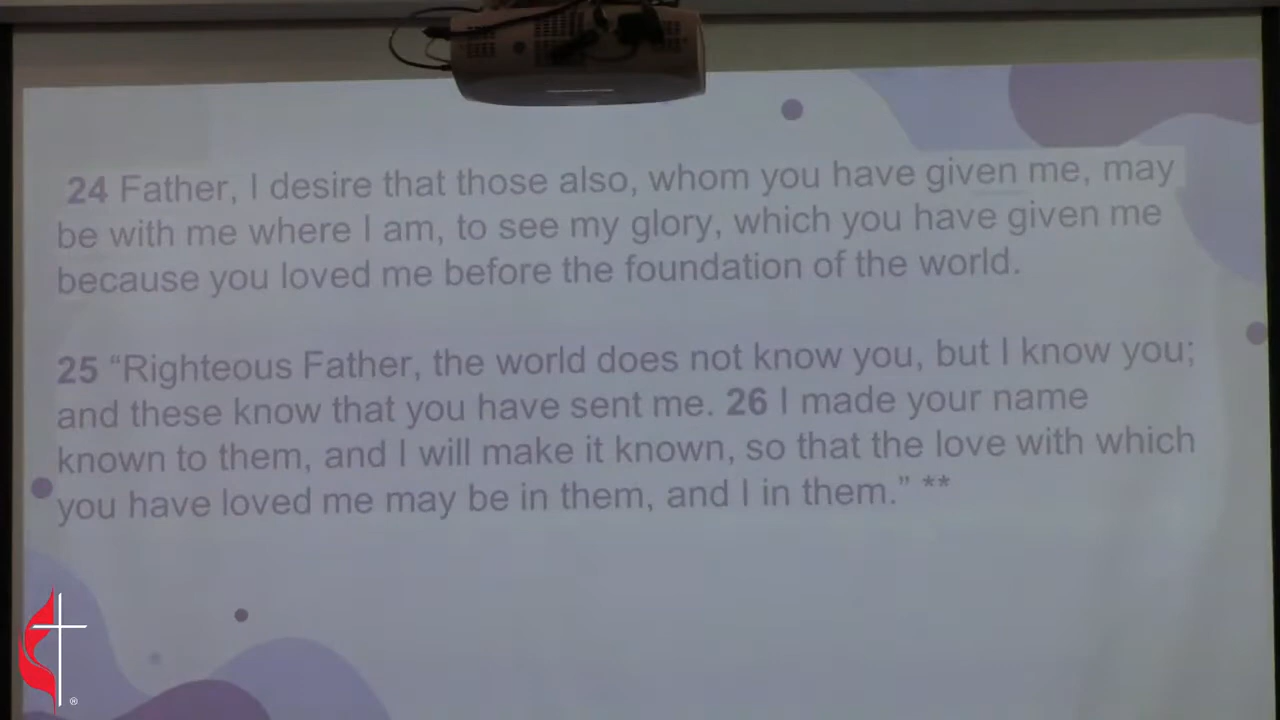 24 Father, I desire that those also, whom you have given me, may
be with me where I am, to see my glory, which you have given me
because you loved me before the foundation of the world.
25 “Righteous Father, the world does not know you, but I know you;
and these know that you have sent me. 26 I made your name
known to them, and I will make it known, so that the love with which
you have loved me may be in them, and I in them.” **
®